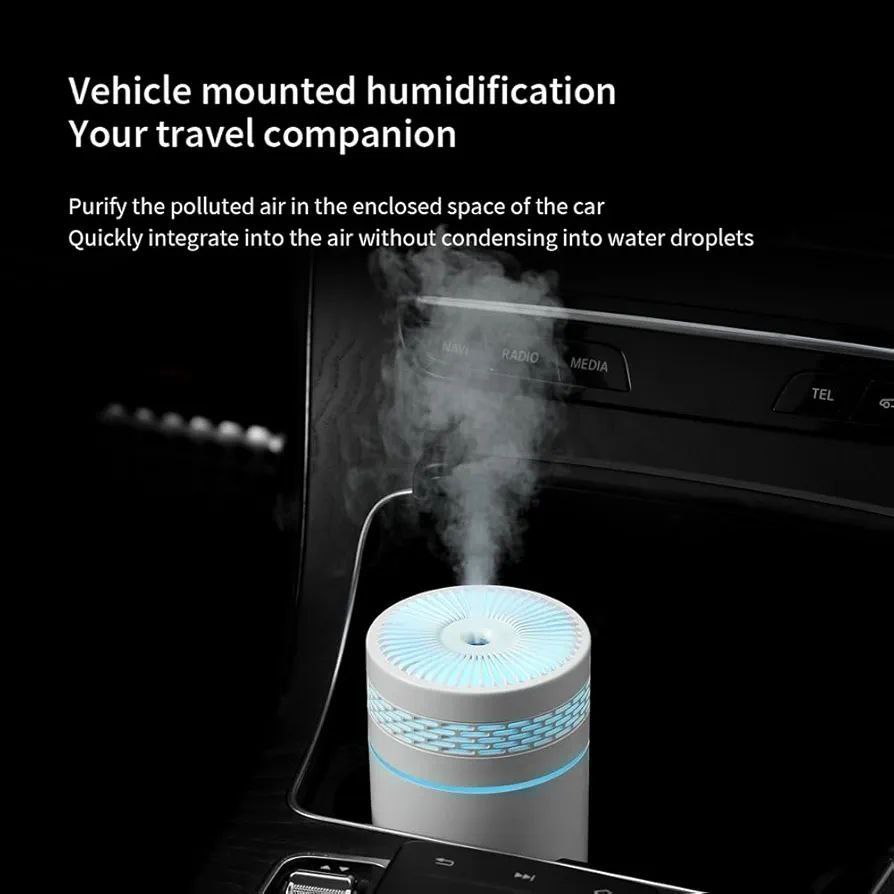 Vehicle mounted humidification
Your travel companion
Purify the polluted air in the enclosed space of the car
Quickly integrate into the air without condensing into water droplets
NAVI RADIO MEDIA
TEL